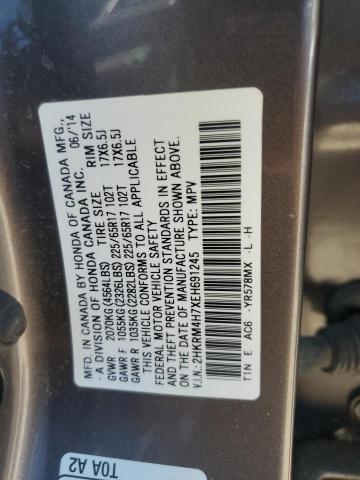 MFD. IN CANADA BY HONDA OF CANADA MFG.,
- A DIVISION OF HONDA CANADA INC. 06/'14
TIRE SIZE RIM SIZE
GVWR 2070KG(4564LBS)
GAWR F 1055KG(2326LBS) 225/65R17 102T 17X6.5J
GAWR R 1035KG(2282LBS) 225/65R17 102T 17X6.5J
THIS VEHICLE CONFORMS TO ALL APPLICABLE
FEDERAL MOTOR VEHICLE SAFETY
AND THEFT PREVENTION STANDARDS IN EFFECT
ON THE DATE OF MANUFACTURE SHOWN ABOVE.
V.I.N.: 2HKRM4H7XEH691245 TYPE: MPV
T1N E AC6 -YR578MX -L -H
T0A A2